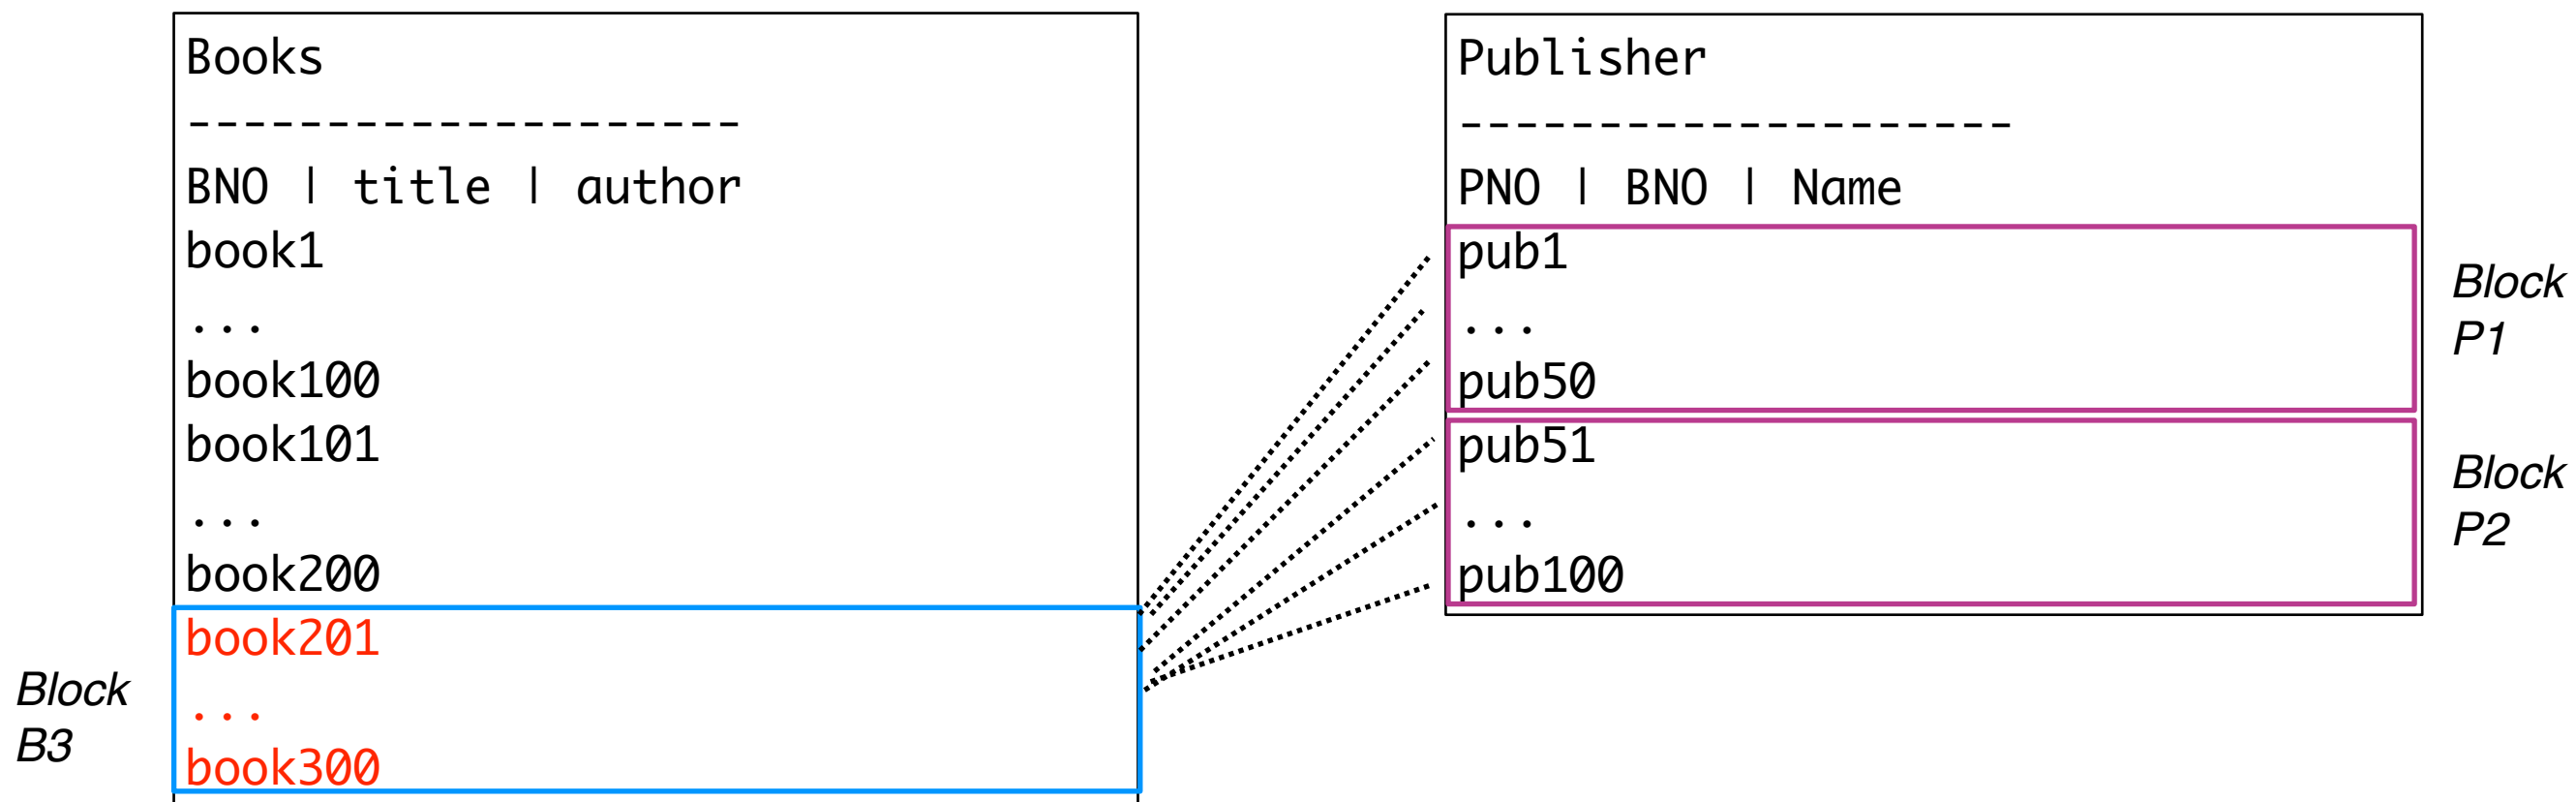 Books
--------------------
BNO | title | author
book1
...
book100
book101
...
book200
book201
...
book300
Block
B3
Publisher
--------------------
PNO | BNO | Name
pub1
...
pub50
pub51
...
pub100
Block
P1
Block
P2